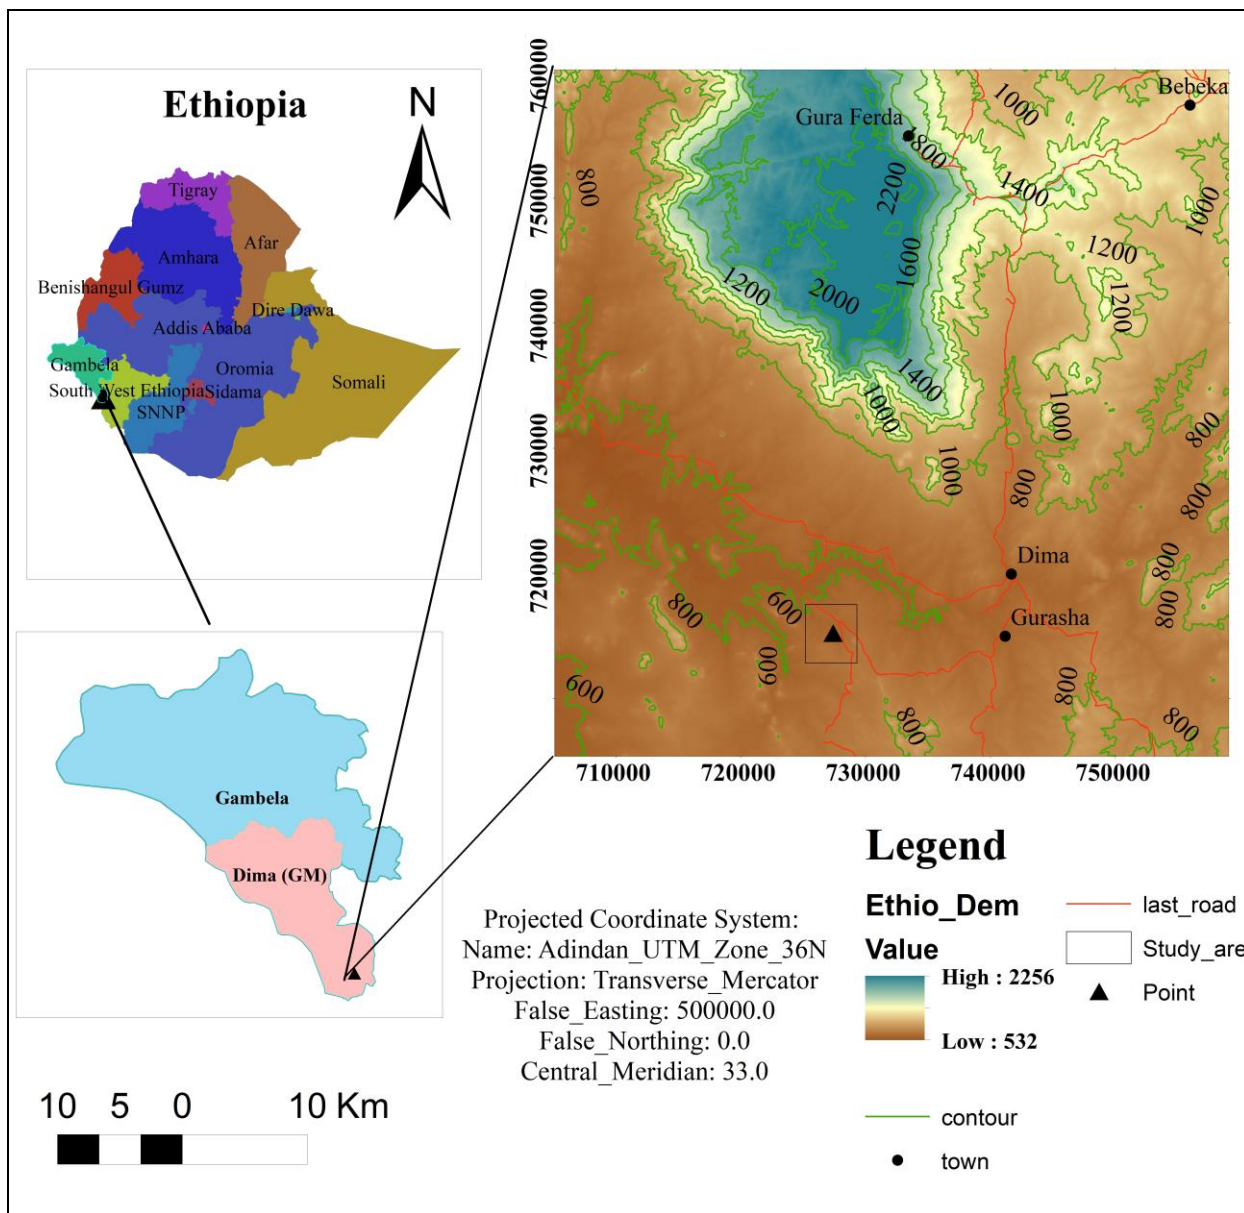 Ethiopia
N
Tigray
Afar
Amhara
Benishangul Gumz
Dire Dawa
Addis Ababa
Gambela
Oromia
South West Ethiopia
Sidama
Somali
SNNP
760000
750000
740000
730000
720000
710000
720000
730000
740000
750000
Bebeka
Gura Ferda
1000
1800
800
2200
1400
1000
1200
1600
1200
2000
1200
1400
1000
1000
800
1000
800
800
Dima
800
600
800
800
Gurasha
600
600
800
800
800
Gambela
Dima (GM)
Projected Coordinate System:
Name: Adindan_UTM_Zone_36N
Projection: Transverse_Mercator
False_Easting: 500000.0
False_Northing: 0.0
Central_Meridian: 33.0
Legend
Ethio_Dem
Value
High : 2256
Low : 532
last_road
Study_are
Point
contour
town
10 5 0 10 Km